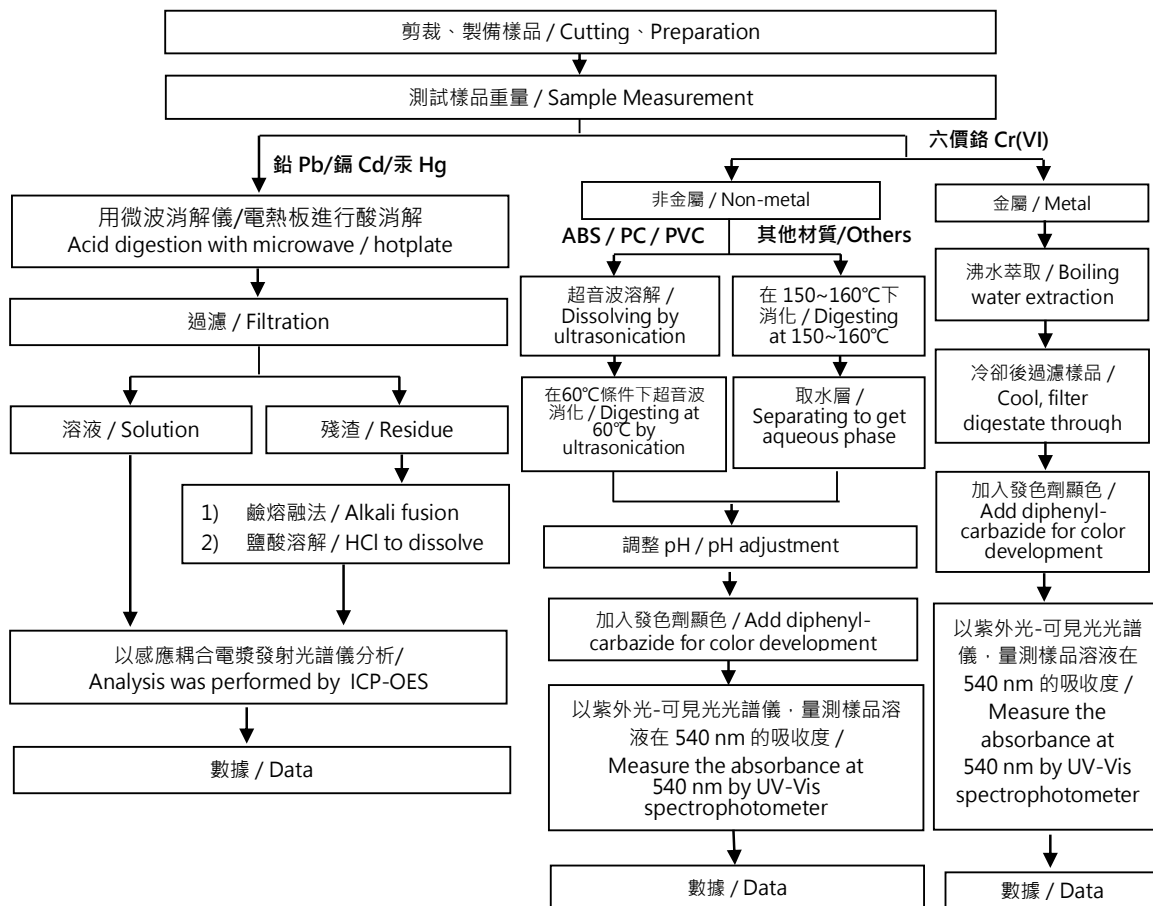 剪裁、製備樣品 / Cutting、Preparation
測試樣品重量 / Sample Measurement
鉛 Pb/鎘 Cd/汞 Hg
六價鉻 Cr(VI)
用微波消解儀/電熱板進行酸消解
Acid digestion with microwave / hotplate
過濾 / Filtration
溶液 / Solution
殘渣 / Residue
1) 鹼熔融法 / Alkali fusion
2) 鹽酸溶解 / HCl to dissolve
以感應耦合電漿發射光譜儀分析/
Analysis was performed by ICP-OES
數據 / Data
非金屬 / Non-metal
ABS / PC / PVC
其他材質/Others
超音波溶解 /
Dissolving by
ultrasonication
在60℃條件下超音波
消化 / Digesting at
60℃ by
ultrasonication
在 150~160℃下
消化 / Digesting
at 150~160℃
取水層 /
Separating to get
aqueous phase
調整 pH / pH adjustment
加入發色劑顯色 / Add diphenyl-
carbazide for color development
以紫外光-可見光光譜儀，量測樣品溶
液在 540 nm 的吸收度 /
Measure the absorbance at
540 nm by UV-Vis
spectrophotometer
數據 / Data
金屬 / Metal
沸水萃取 / Boiling
water extraction
冷卻後過濾樣品 /
Cool, filter
digestate through
加入發色劑顯色 /
Add diphenyl-
carbazide for color
development
以紫外光-可見光光譜
儀，量測樣品溶液在
540 nm 的吸收度 /
Measure the
absorbance at
540 nm by UV-Vis
spectrophotometer
數據 / Data